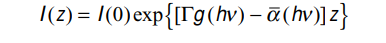 I(z) = I(0) exp{[Γg(hν) − α̅(hν)] z}